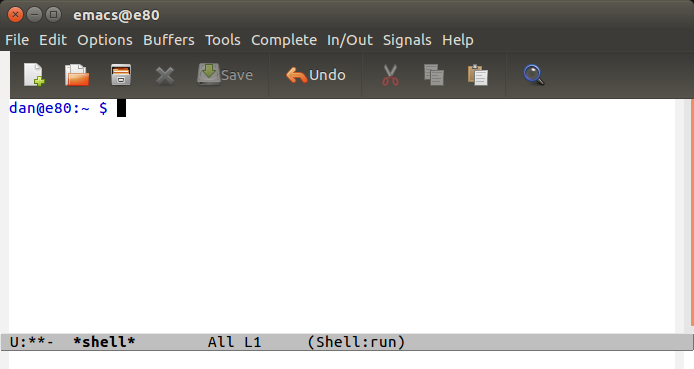 emacs@e80
File Edit Options Buffers Tools Complete In/Out Signals Help
Save Undo
dan@e80:~ $
U:**-  *shell*        All L1     (Shell:run)